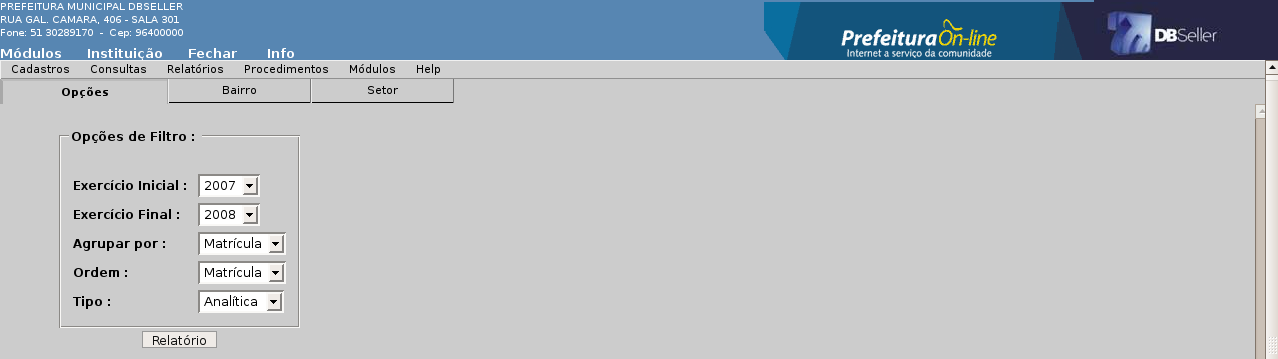 PREFEITURA MUNICIPAL DBSELLER
RUA GAL. CAMARA, 406 - SALA 301
Fone: 51 30289170 - Cep: 96400000
Módulos Instituição Fechar Info
PrefeituraOn-line
Internet a serviço da comunidade
DBSeller
Cadastros Consultas Relatórios Procedimentos Módulos Help
Opções Bairro Setor
Opções de Filtro :
Exercício Inicial : 2007
Exercício Final : 2008
Agrupar por : Matrícula
Ordem : Matrícula
Tipo : Analítica
Relatório